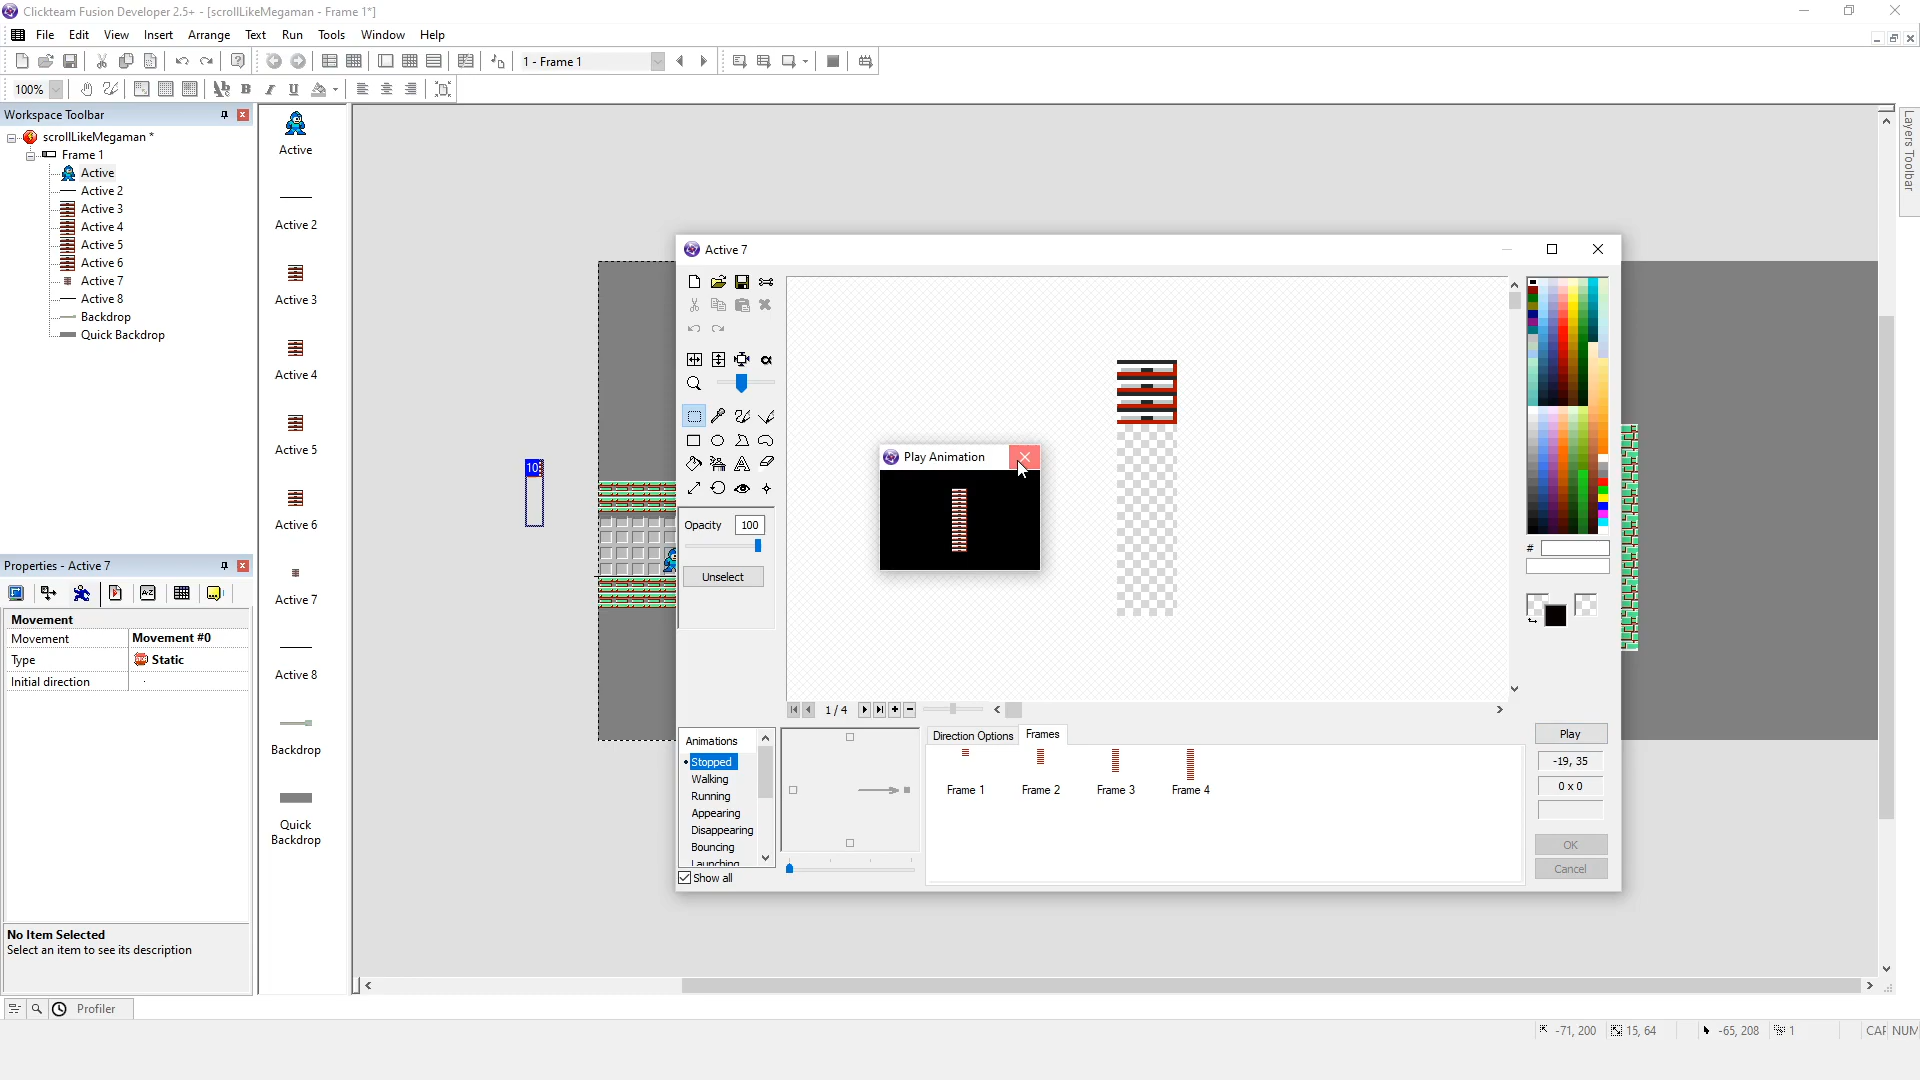 Clickteam Fusion Developer 2.5+ - [scrollLikeMegaman - Frame 1*]
File Edit View Insert Arrange Text Run Tools Window Help
1 - Frame 1
100%
Workspace Toolbar
scrollLikeMegaman *
Frame 1
Active
Active 2
Active 3
Active 4
Active 5
Active 6
Active 7
Active 8
Backdrop
Quick Backdrop
Properties - Active 7
Movement
Movement Movement #0
Type Static
Initial direction
No Item Selected
Select an item to see its description
Profiler
Active
Active 2
Active 3
Active 4
Active 5
Active 6
Active 7
Active 8
Backdrop
Quick
Backdrop
10
Active 7
Opacity 100
Unselect
Play Animation
1 / 4
Animations
Stopped
Walking
Running
Appearing
Disappearing
Bouncing
Launching
Show all
Direction Options Frames
Frame 1 Frame 2 Frame 3 Frame 4
#
Play
-19, 35
0 x 0
OK
Cancel
Layers Toolbar
-71, 200 15, 64 -65, 208 1 CAP NUM